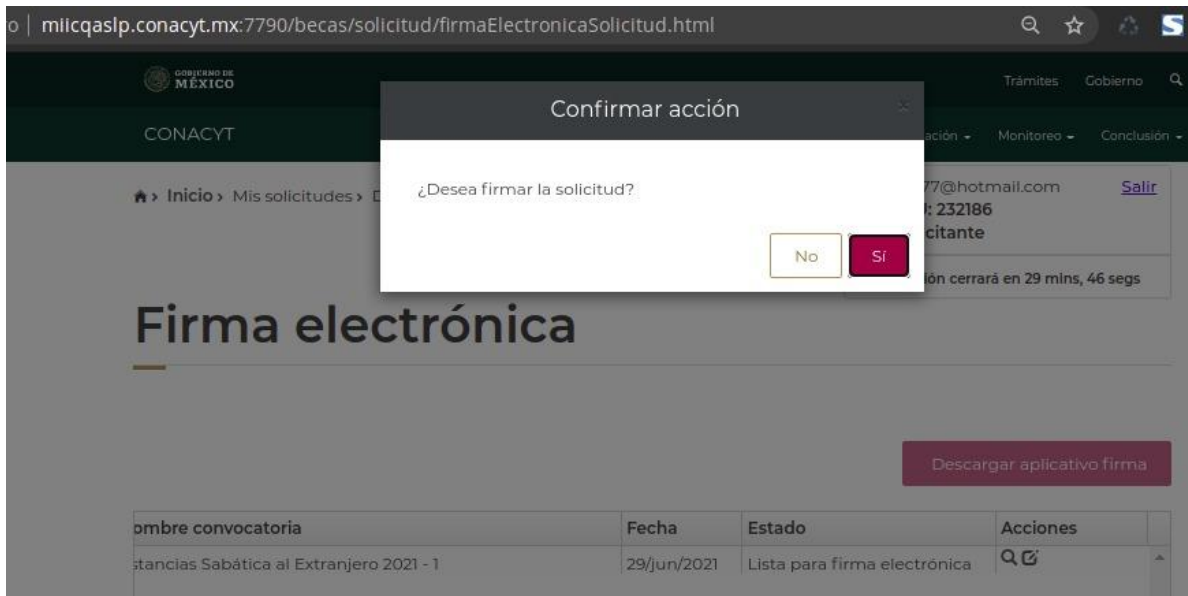 miicqaslp.conacyt.mx:7790/becas/solicitud/firmaElectronicaSolicitud.html
GOBIERNO DE
MÉXICO
Trámites Gobierno
Confirmar acción
CONACYT
ación Monitoreo Conclusión
> Inicio > Mis solicitudes > D
¿Desea firmar la solicitud?
77@hotmail.com Salir
: 232186
citante
No Sí
ión cerrará en 29 mins, 46 segs
Firma electrónica
Descargar aplicativo firma
ombre convocatoria Fecha Estado Acciones
stancias Sabática al Extranjero 2021 - 1 29/jun/2021 Lista para firma electrónica